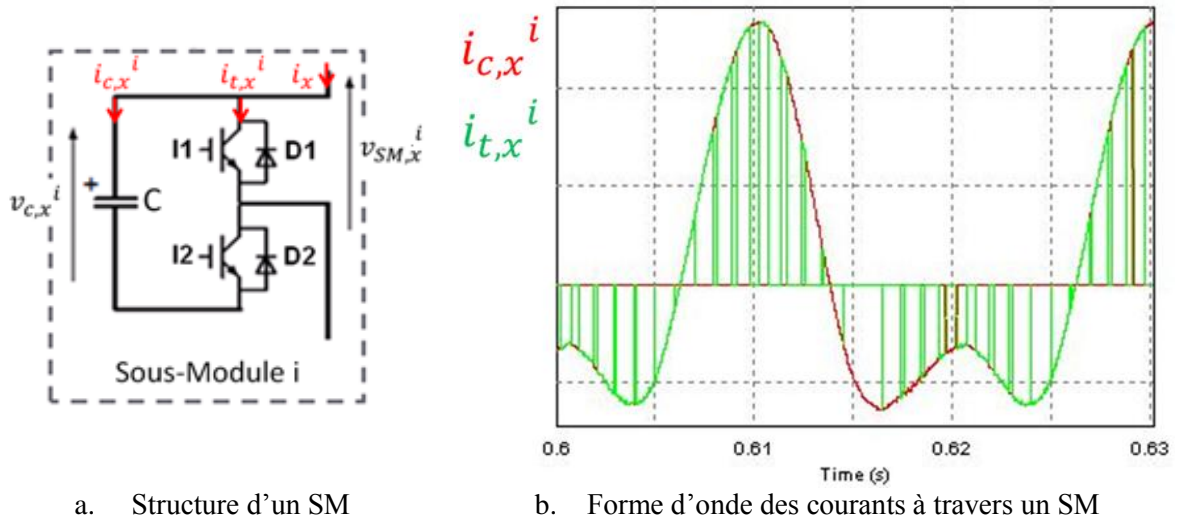 i_{c,x}^i i_{t,x}^i i_x
I1 D1
v_{c,x}^i + C v_{SM,x}^i
I2 D2
Sous-Module i
i_{c,x}^i
i_{t,x}^i
0.6 0.61 0.62 0.63
Time (s)
a. Structure d’un SM
b. Forme d’onde des courants à travers un SM